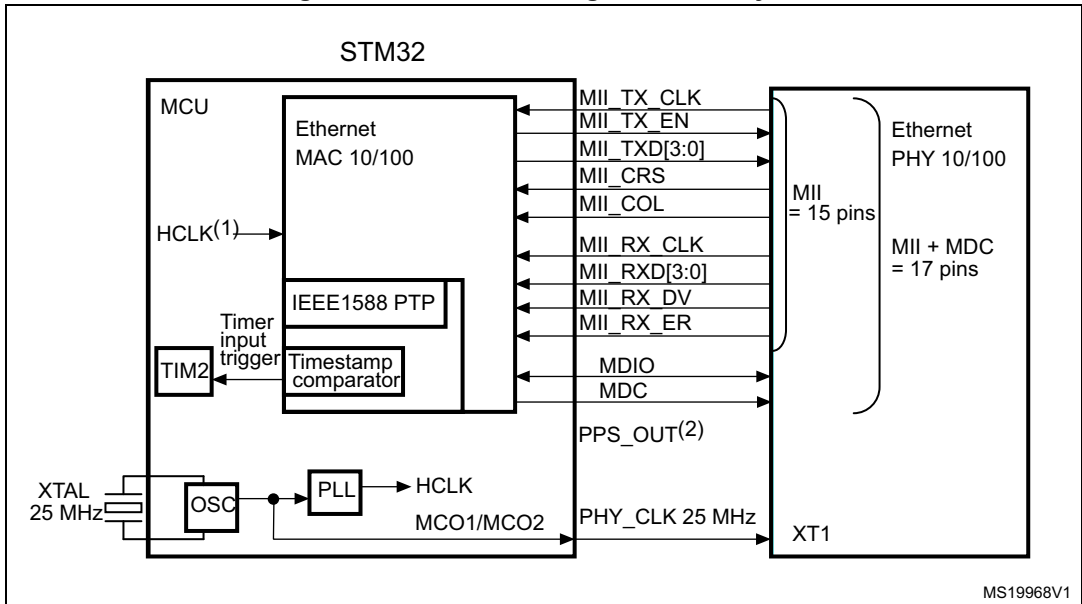 STM32
MCU
Ethernet
MAC 10/100
HCLK(1)
IEEE1588 PTP
Timer
input
trigger
TIM2
Timestamp
comparator
XTAL
25 MHz
OSC
PLL
HCLK
MCO1/MCO2
MII_TX_CLK
MII_TX_EN
MII_TXD[3:0]
MII_CRS
MII_COL
MII_RX_CLK
MII_RXD[3:0]
MII_RX_DV
MII_RX_ER
MDIO
MDC
PPS_OUT(2)
PHY_CLK 25 MHz
MII
= 15 pins
Ethernet
PHY 10/100
MII + MDC
= 17 pins
XT1
MS19968V1